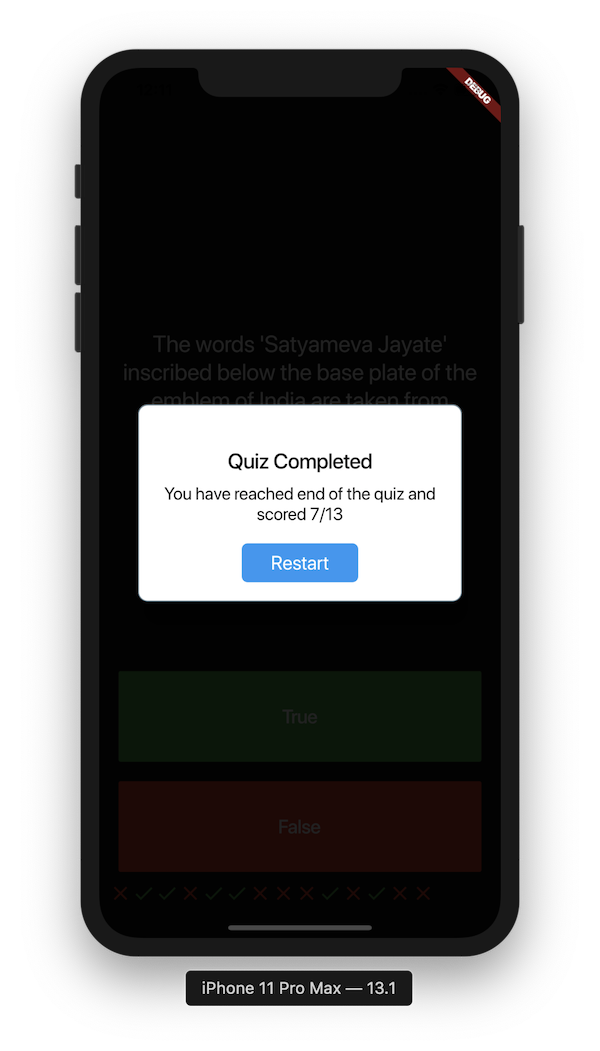 DEBUG
The words 'Satyameva Jayate'
inscribed below the base plate of the
emblem of India are taken from
Quiz Completed
You have reached end of the quiz and
scored 7/13
Restart
True
False
iPhone 11 Pro Max — 13.1